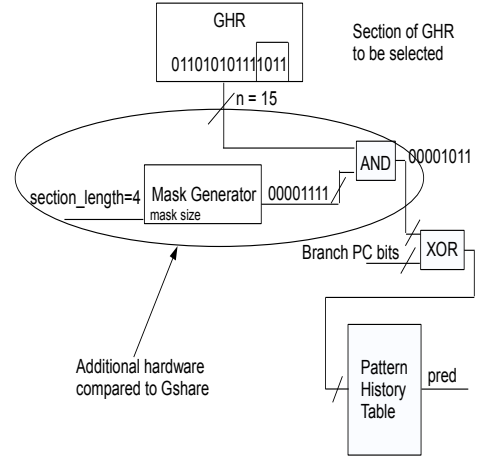 GHR
Section of GHR
to be selected
011010101111011
n = 15
AND
00001011
section_length=4
Mask Generator
mask size
00001111
Branch PC bits
XOR
Additional hardware
compared to Gshare
Pattern
History
Table
pred